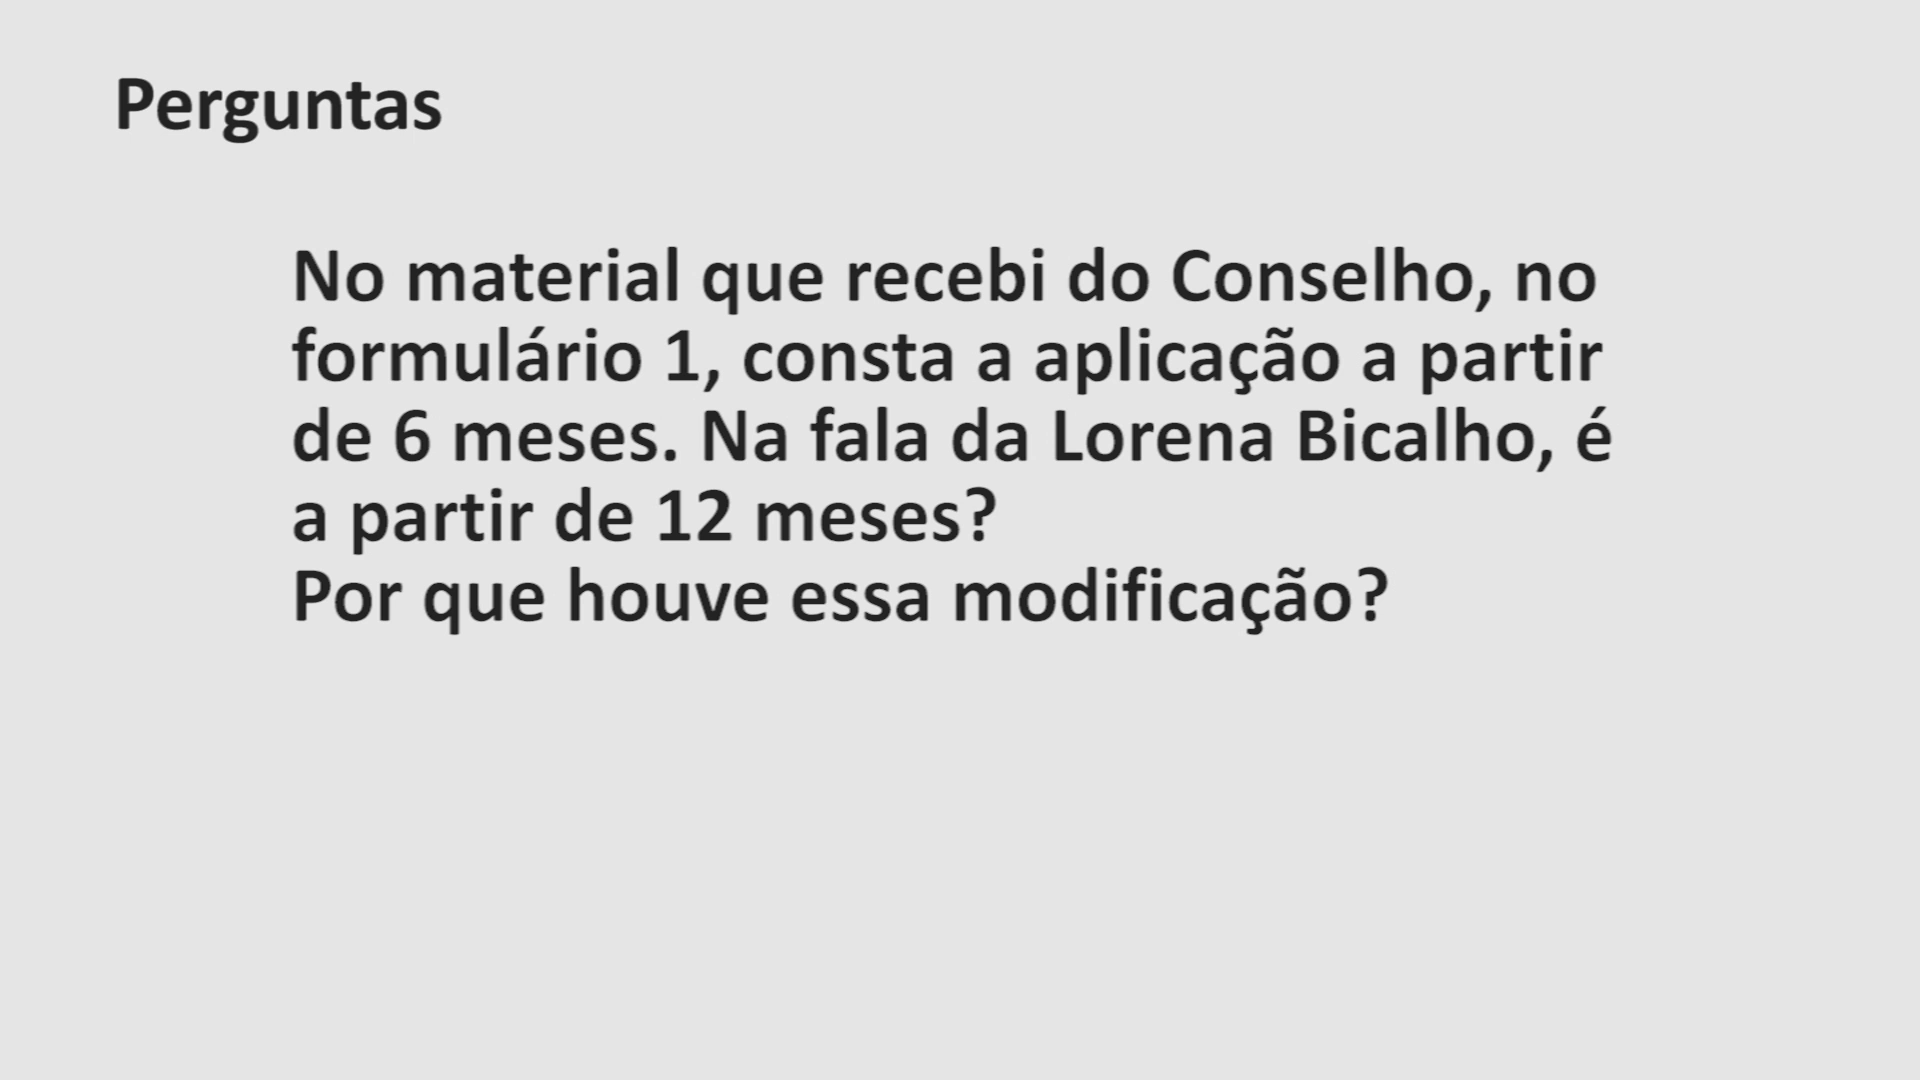 Perguntas
No material que recebi do Conselho, no
formulário 1, consta a aplicação a partir
de 6 meses. Na fala da Lorena Bicalho, é
a partir de 12 meses?
Por que houve essa modificação?